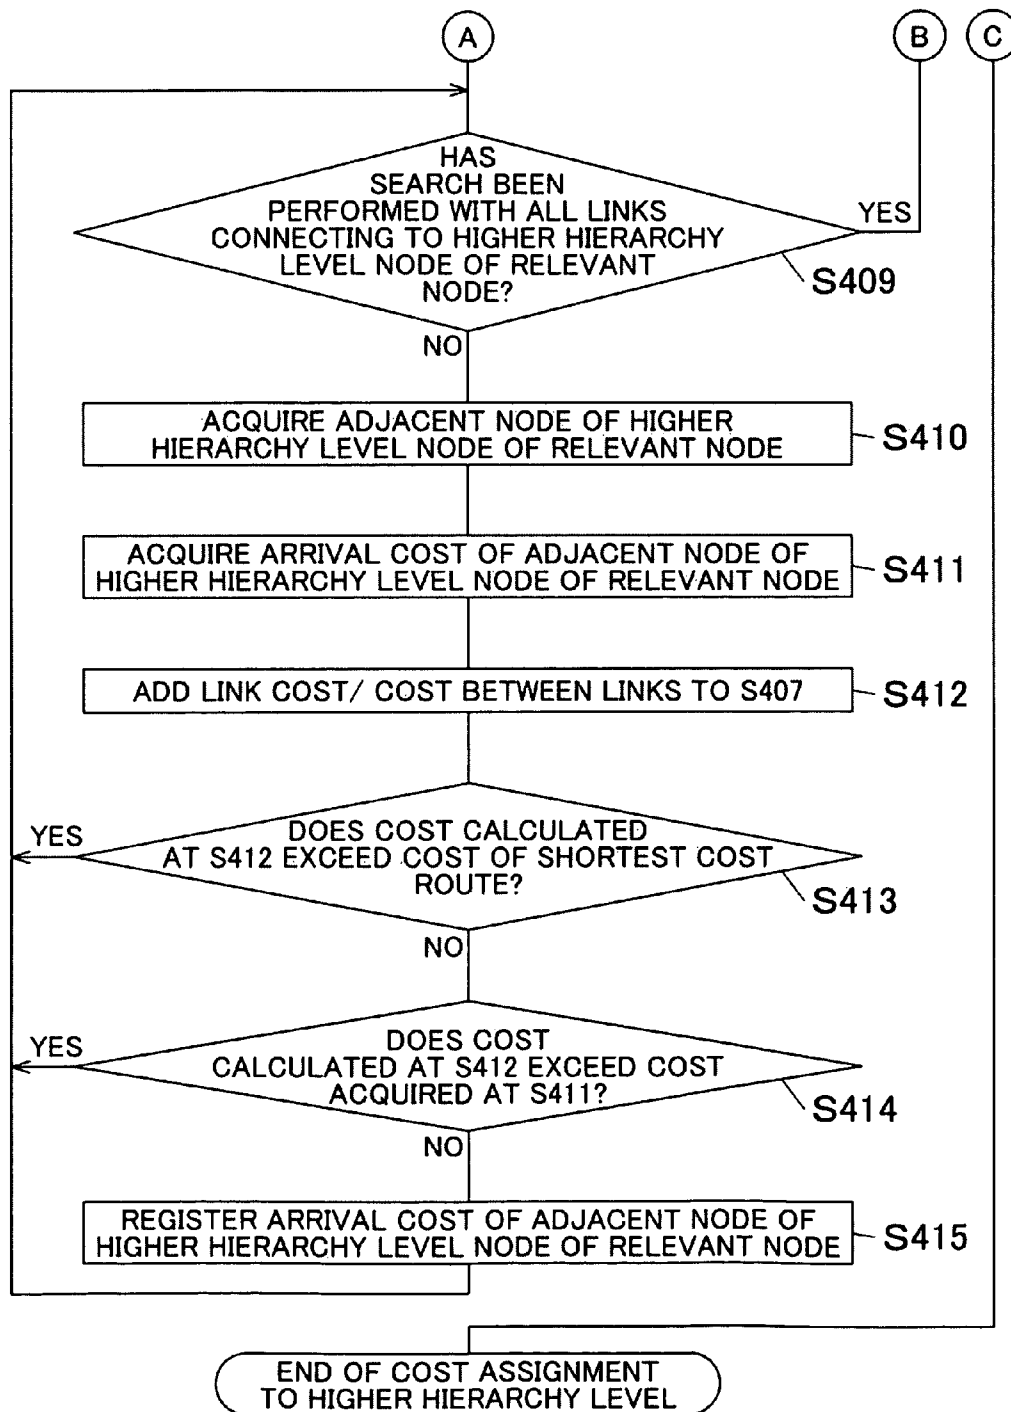 A
B
C
HAS
SEARCH BEEN
PERFORMED WITH ALL LINKS
CONNECTING TO HIGHER HIERARCHY
LEVEL NODE OF RELEVANT
NODE?
YES
S409
NO
ACQUIRE ADJACENT NODE OF HIGHER
HIERARCHY LEVEL NODE OF RELEVANT NODE
S410
ACQUIRE ARRIVAL COST OF ADJACENT NODE OF
HIGHER HIERARCHY LEVEL NODE OF RELEVANT NODE
S411
ADD LINK COST/ COST BETWEEN LINKS TO S407
S412
YES
DOES COST CALCULATED
AT S412 EXCEED COST OF SHORTEST COST
ROUTE?
S413
NO
YES
DOES COST
CALCULATED AT S412 EXCEED COST
ACQUIRED AT S411?
S414
NO
REGISTER ARRIVAL COST OF ADJACENT NODE OF
HIGHER HIERARCHY LEVEL NODE OF RELEVANT NODE
S415
END OF COST ASSIGNMENT
TO HIGHER HIERARCHY LEVEL